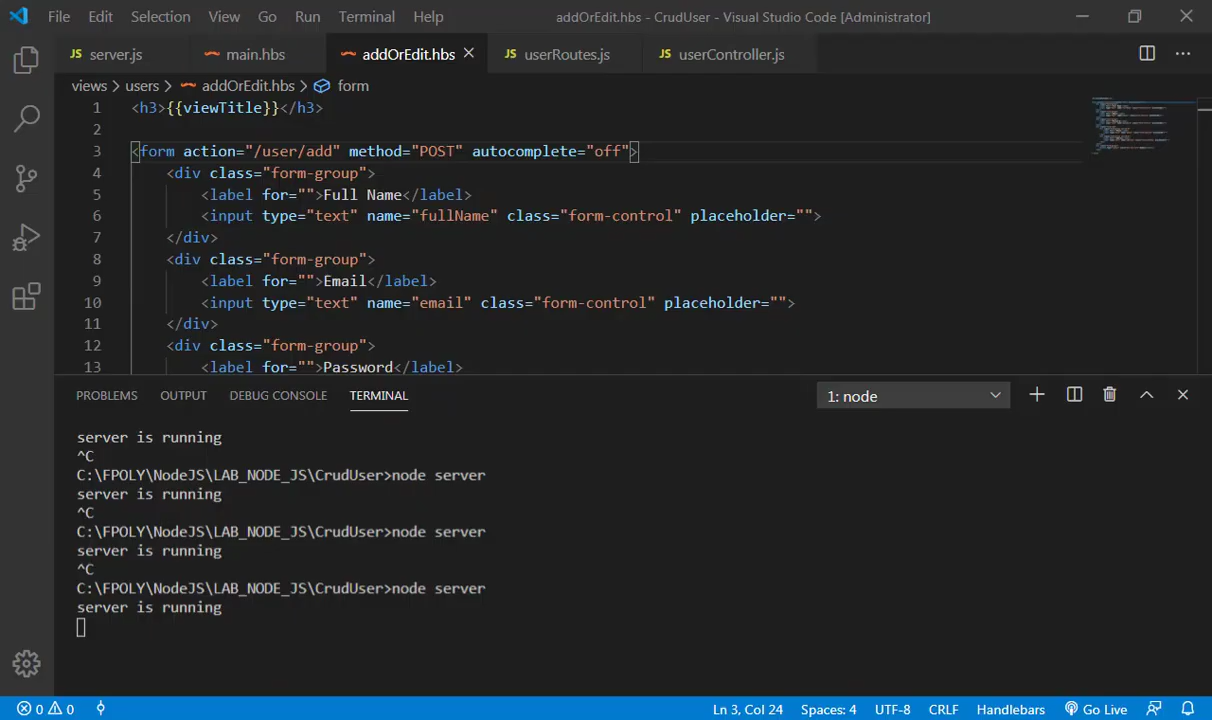 File Edit Selection View Go Run Terminal Help addOrEdit.hbs - CrudUser - Visual Studio Code [Administrator]
JS server.js main.hbs addOrEdit.hbs JS userRoutes.js JS userController.js
views > users > addOrEdit.hbs > form
1 <h3>{{viewTitle}}</h3>
2
3 <form action="/user/add" method="POST" autocomplete="off">
4 <div class="form-group">
5 <label for="">Full Name</label>
6 <input type="text" name="fullName" class="form-control" placeholder="">
7 </div>
8 <div class="form-group">
9 <label for="">Email</label>
10 <input type="text" name="email" class="form-control" placeholder="">
11 </div>
12 <div class="form-group">
13 <label for="">Password</label>
PROBLEMS OUTPUT DEBUG CONSOLE TERMINAL 1: node
server is running
^C
C:\FPOLY\NodeJS\LAB_NODE_JS\CrudUser>node server
server is running
^C
C:\FPOLY\NodeJS\LAB_NODE_JS\CrudUser>node server
server is running
^C
C:\FPOLY\NodeJS\LAB_NODE_JS\CrudUser>node server
server is running
0 0 Ln 3, Col 24 Spaces: 4 UTF-8 CRLF Handlebars Go Live